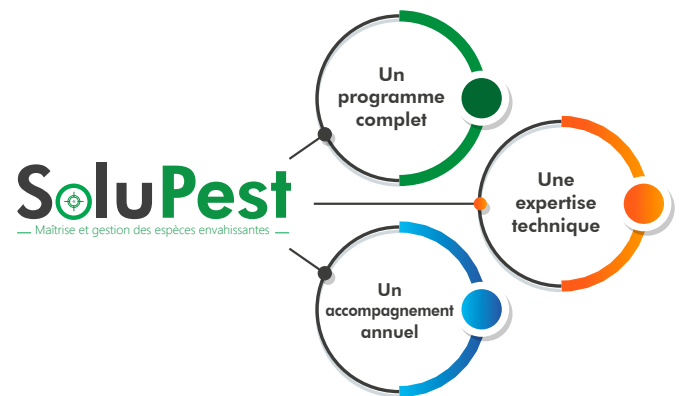 SoluPest
Maîtrise et gestion des espèces envahissantes
Un
programme
complet
Une
expertise
technique
Un
accompagnement
annuel